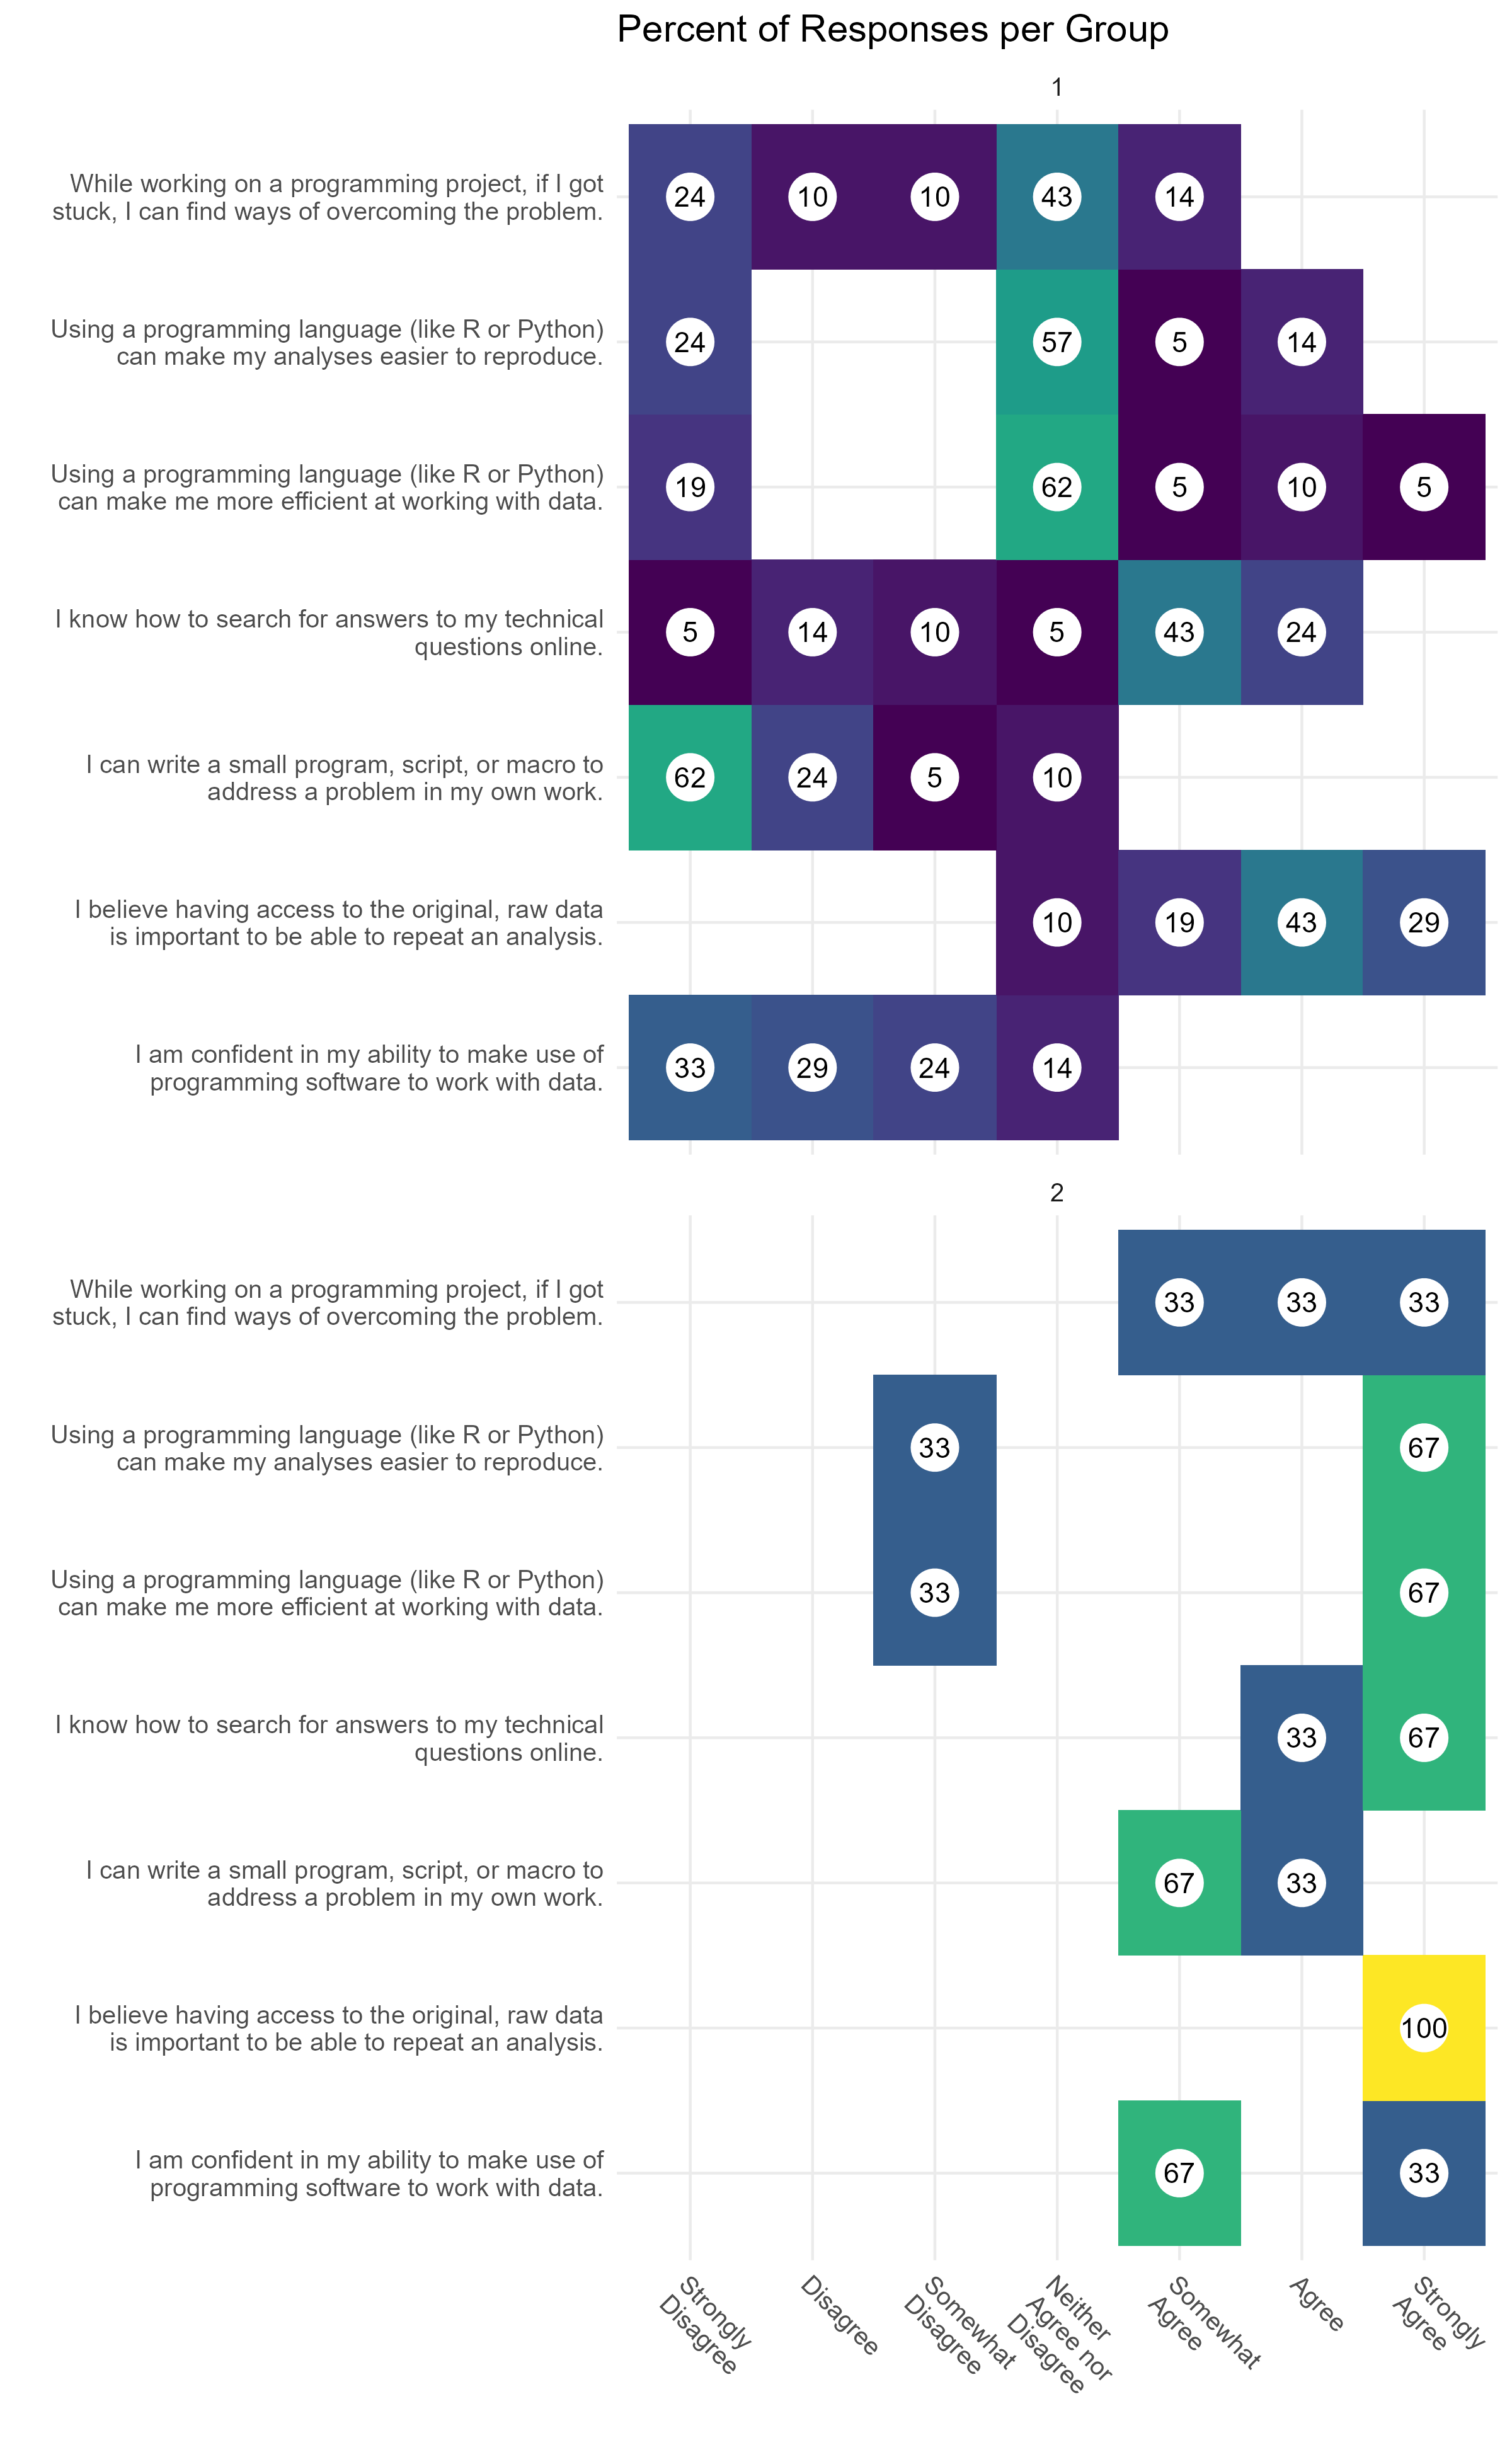 Percent of Responses per Group
1
While working on a programming project, if I got
stuck, I can find ways of overcoming the problem.
24 10 10 43 14
Using a programming language (like R or Python)
can make my analyses easier to reproduce.
24 57 5 14
Using a programming language (like R or Python)
can make me more efficient at working with data.
19 62 5 10 5
I know how to search for answers to my technical
questions online.
5 14 10 5 43 24
I can write a small program, script, or macro to
address a problem in my own work.
62 24 5 10
I believe having access to the original, raw data
is important to be able to repeat an analysis.
10 19 43 29
I am confident in my ability to make use of
programming software to work with data.
33 29 24 14
2
While working on a programming project, if I got
stuck, I can find ways of overcoming the problem.
33 33 33
Using a programming language (like R or Python)
can make my analyses easier to reproduce.
33 67
Using a programming language (like R or Python)
can make me more efficient at working with data.
33 67
I know how to search for answers to my technical
questions online.
33 67
I can write a small program, script, or macro to
address a problem in my own work.
67 33
I believe having access to the original, raw data
is important to be able to repeat an analysis.
100
I am confident in my ability to make use of
programming software to work with data.
67 33
Strongly
Disagree
Disagree
Somewhat
Disagree
Neither
Agree nor
Disagree
Somewhat
Agree
Agree
Strongly
Agree